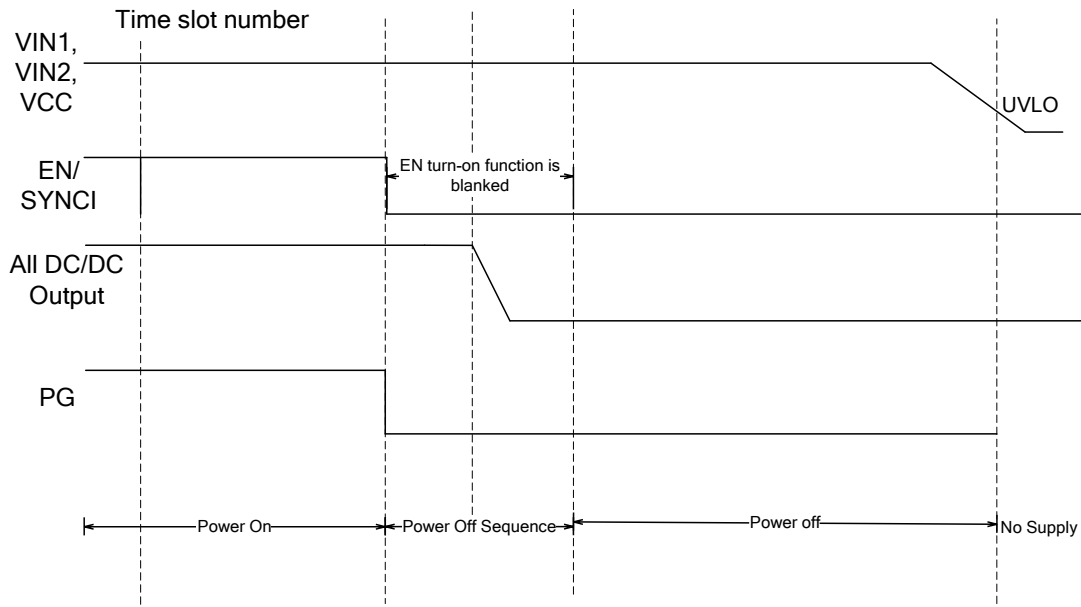 Time slot number
VIN1,
VIN2,
VCC
UVLO
EN/
SYNCI
EN turn-on function is
blanked
All DC/DC
Output
PG
Power On
Power Off Sequence
Power off
No Supply